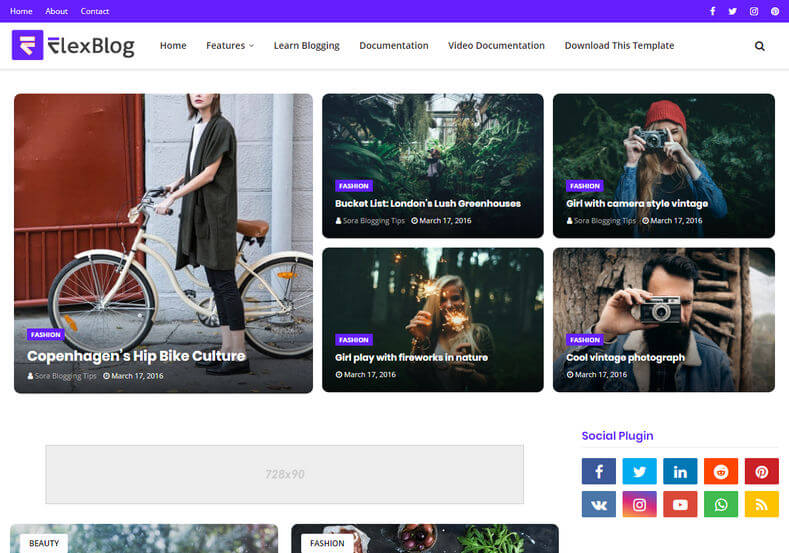 Home About Contact
FlexBlog
Home Features Learn Blogging Documentation Video Documentation Download This Template
FASHION
Copenhagen's Hip Bike Culture
Sora Blogging Tips March 17, 2016
FASHION
Bucket List: London's Lush Greenhouses
Sora Blogging Tips March 17, 2016
FASHION
Girl with camera style vintage
Sora Blogging Tips March 17, 2016
FASHION
Girl play with fireworks in nature
March 17, 2016
FASHION
Cool vintage photograph
March 17, 2016
728x90
Social Plugin
BEAUTY
FASHION